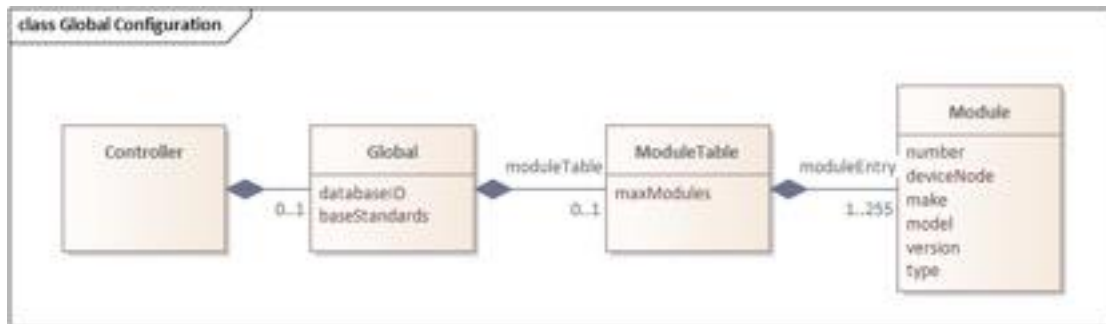 class Global Configuration
Controller
0..1
Global
databaseID
baseStandards
moduleTable
0..1
ModuleTable
maxModules
moduleEntry
1..255
Module
number
deviceNode
make
model
version
type